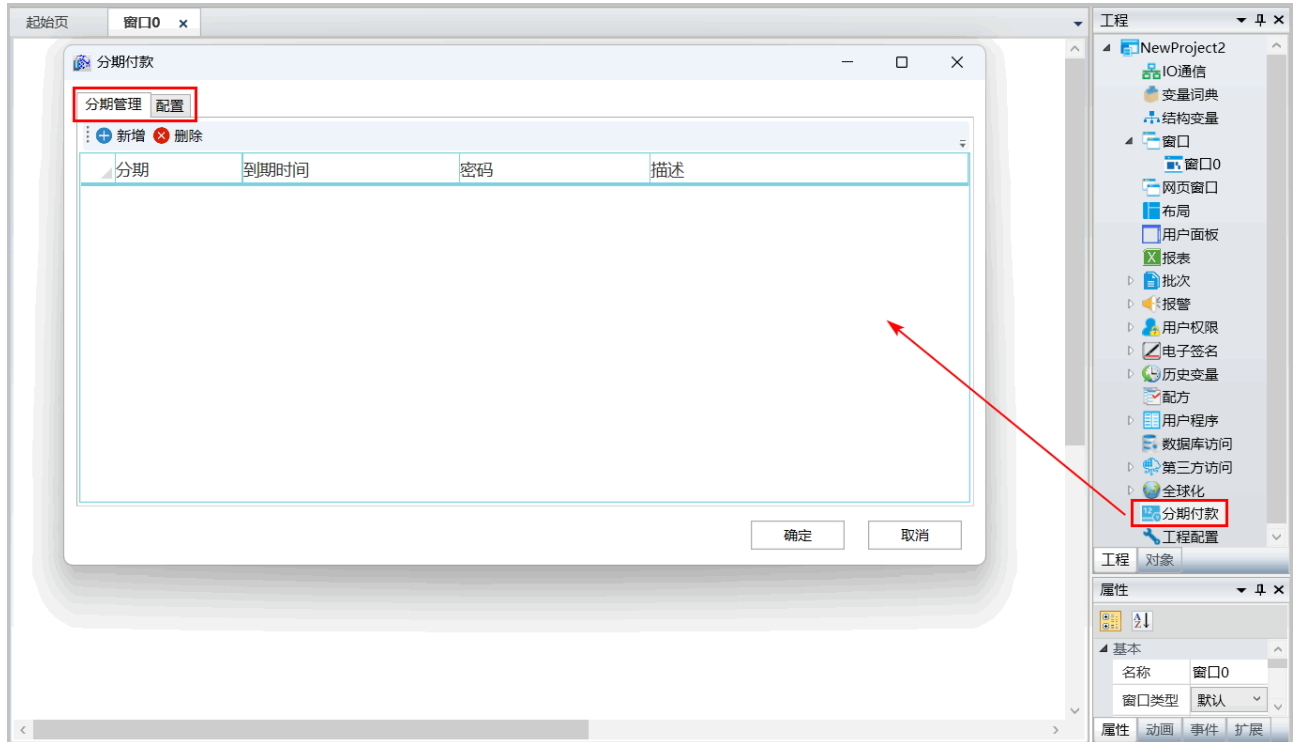 起始页
窗口0
分期付款
分期管理 配置
新增 删除
分期 到期时间 密码 描述
确定 取消
工程
NewProject2
IO通信
变量词典
结构变量
窗口
窗口0
网页窗口
布局
用户面板
报表
批次
报警
用户权限
电子签名
历史变量
配方
用户程序
数据库访问
第三方访问
全球化
分期付款
工程配置
工程 对象
属性
基本
名称 窗口0
窗口类型 默认
属性 动画 事件 扩展